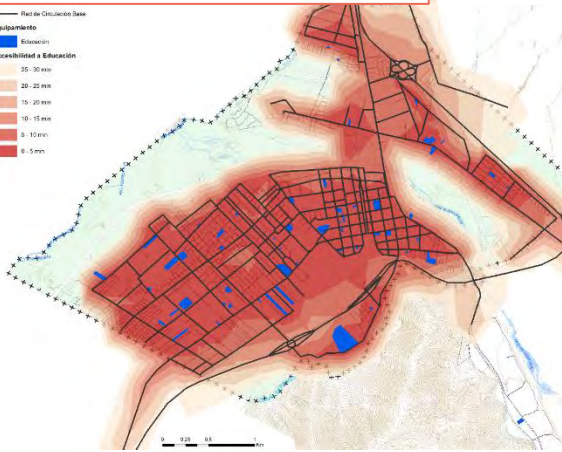 Red de Circulación Base
quipamiento
Educación
ccesibilidad a Educación
25 - 30 min
20 - 25 min
15 - 20 min
10 - 15 min
5 - 10 min
0 - 5 min
0 0.25 0.5 1
Km